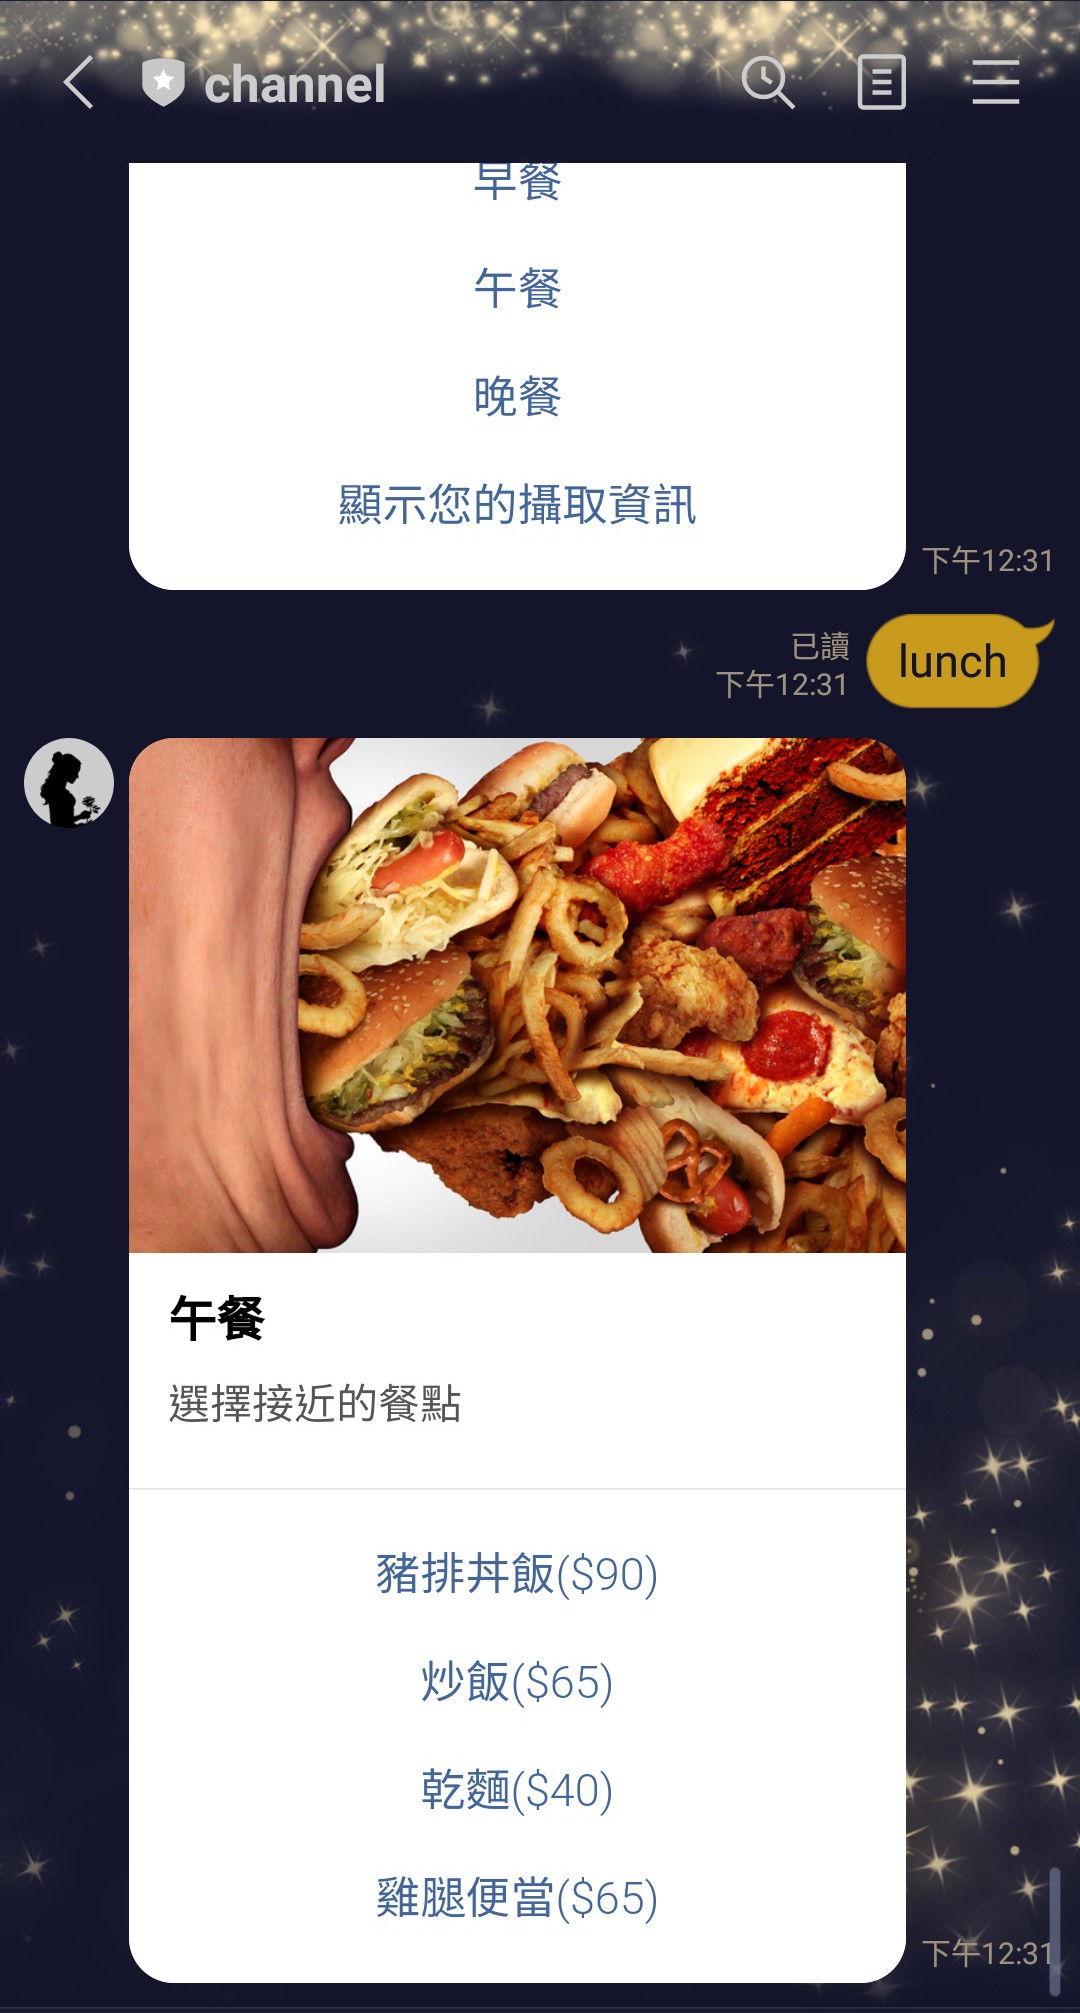 channel
早餐
午餐
晚餐
顯示您的攝取資訊
下午12:31
已讀
下午12:31
lunch
午餐
選擇接近的餐點
豬排丼飯($90)
炒飯($65)
乾麵($40)
雞腿便當($65)
下午12:31